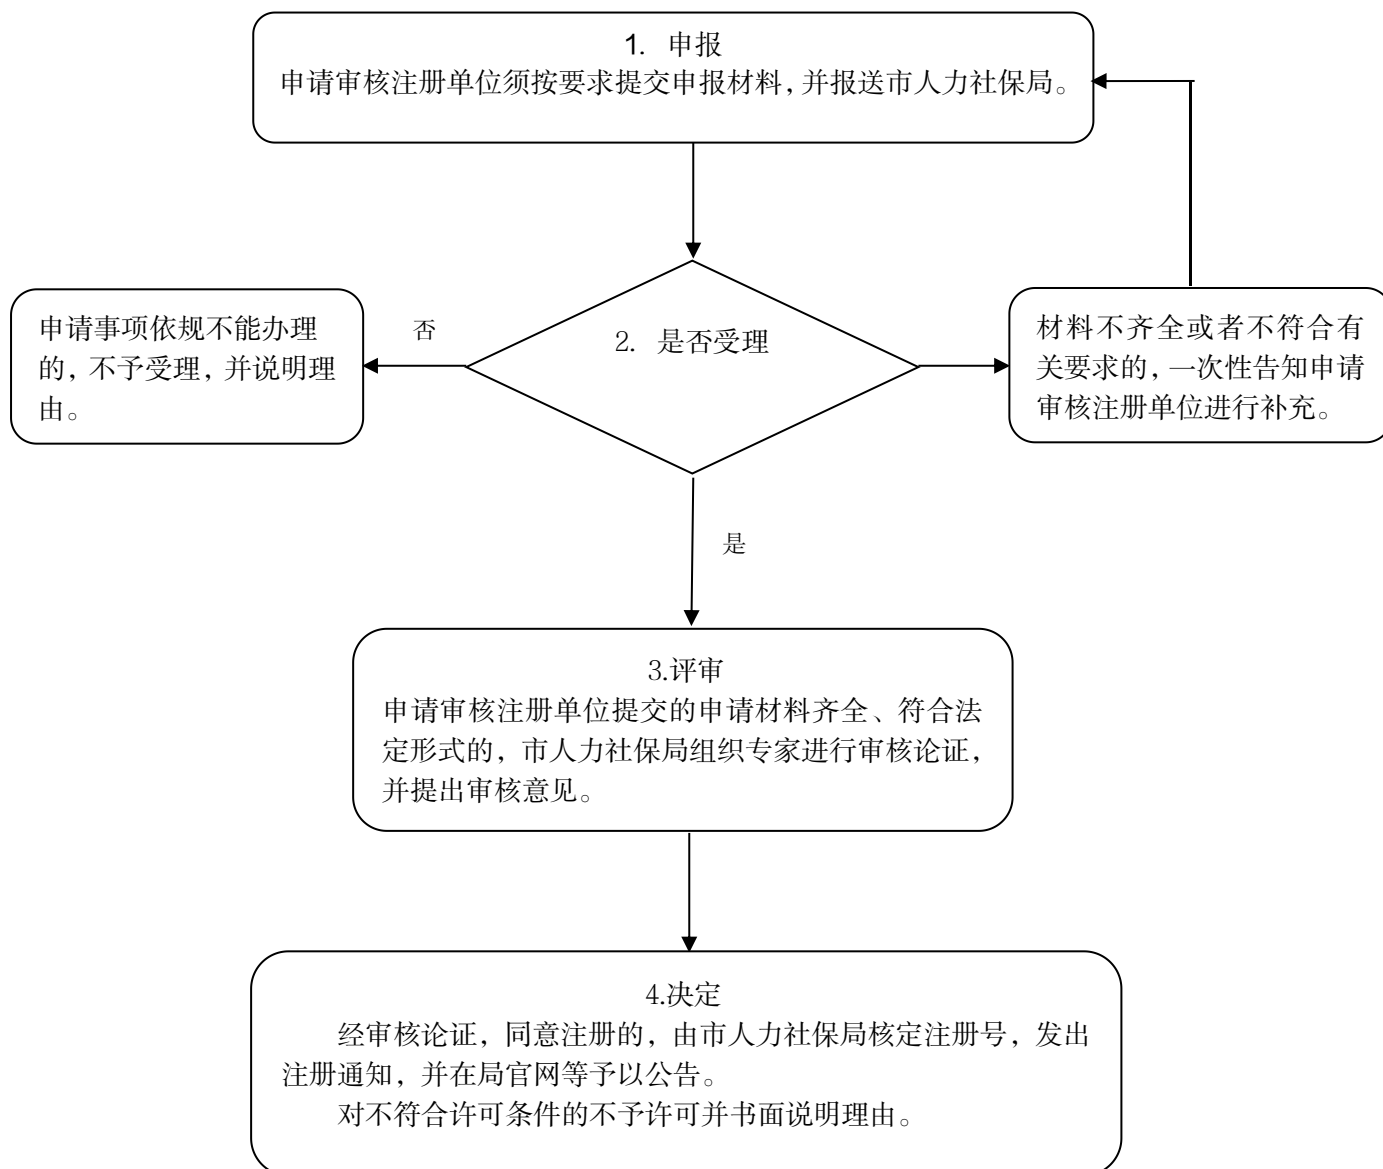 1. 申报
申请审核注册单位须按要求提交申报材料，并报送市人力社保局。
申请事项依规不能办理
的，不予受理，并说明理
由。
否
2. 是否受理
材料不齐全或者不符合有
关要求的，一次性告知申请
审核注册单位进行补充。
是
3.评审
申请审核注册单位提交的申请材料齐全、符合法
定形式的，市人力社保局组织专家进行审核论证，
并提出审核意见。
4.决定
经审核论证，同意注册的，由市人力社保局核定注册号，发出
注册通知，并在局官网等予以公告。
对不符合许可条件的不予许可并书面说明理由。